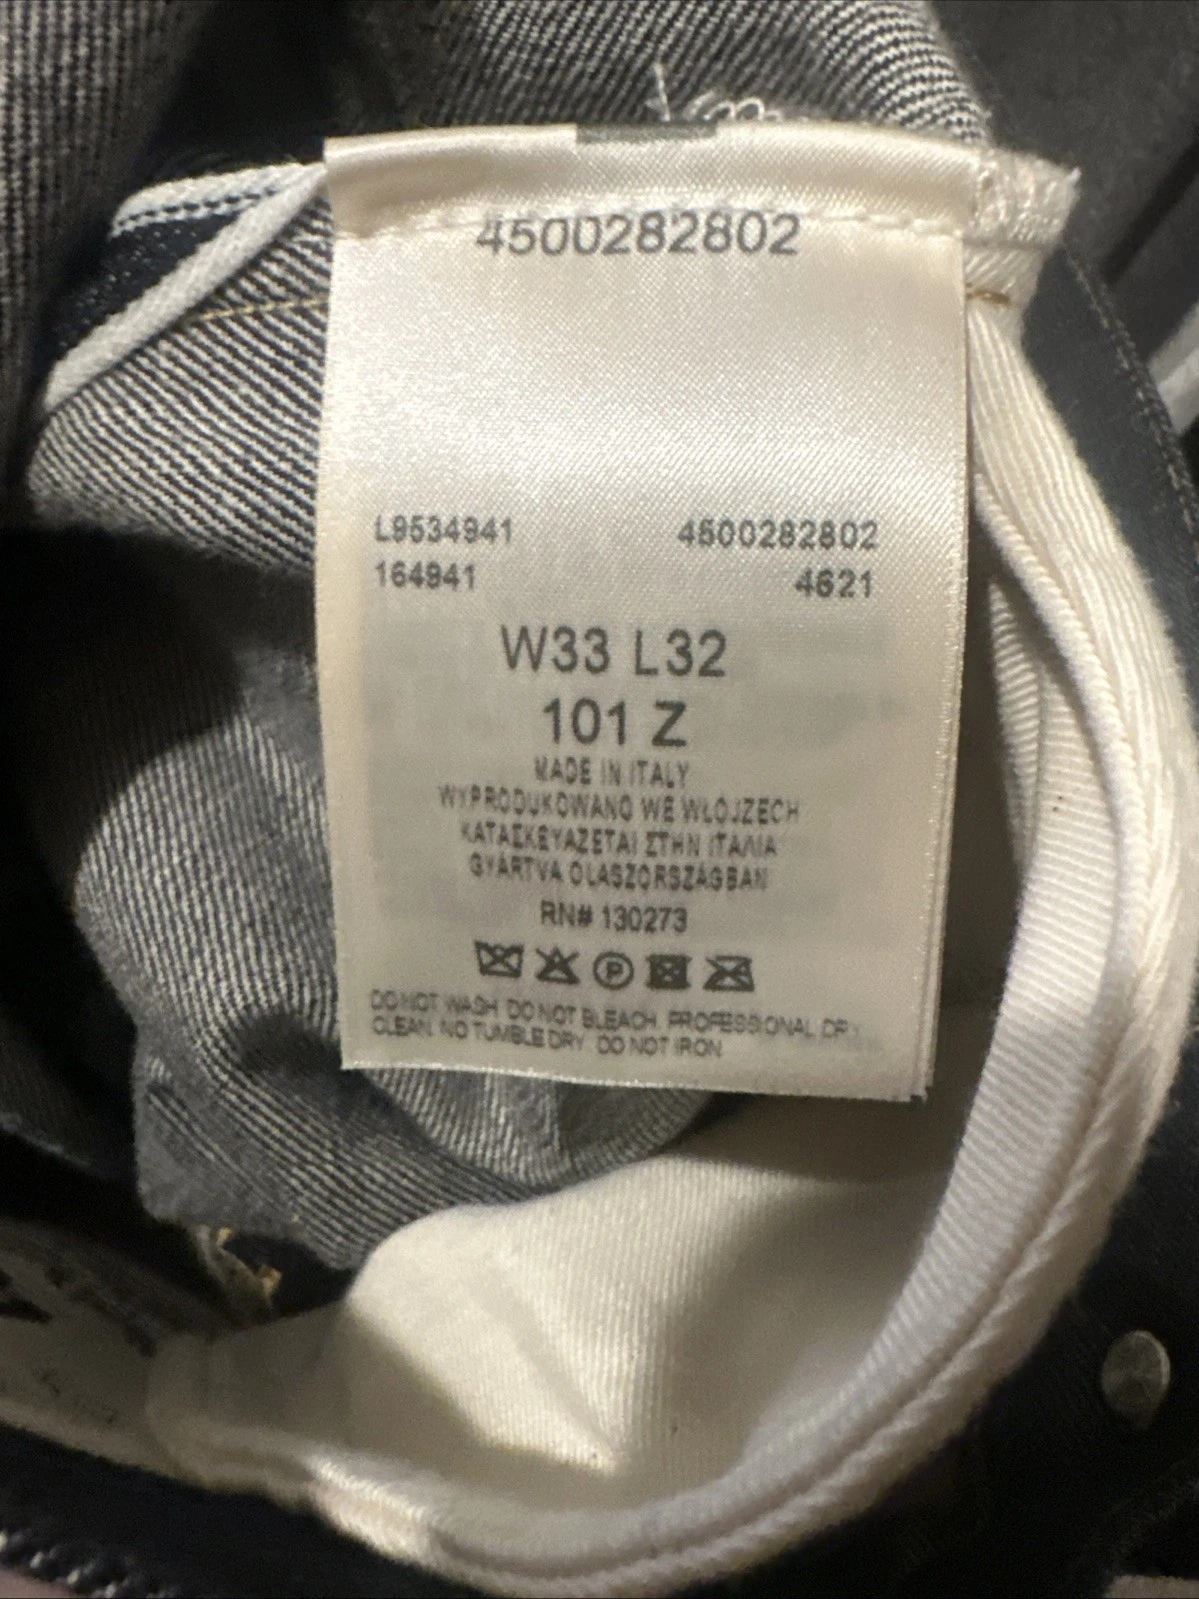 4500282802
L9534941 4500282802
164941 4621
W33 L32
101 Z
MADE IN ITALY
WYPRODUKOWANO WE WŁOJZECH
ΚΑΤΑΣΚΕΥΑΖΕΤΑΙ ΣΤΗΝ ΙΤΑΛΙΑ
GYÁRTVA OLASZORSZÁGBAN
RN# 130273
P
DO NOT WASH DO NOT BLEACH PROFESSIONAL DRY
CLEAN. NO TUMBLE DRY DO NOT IRON